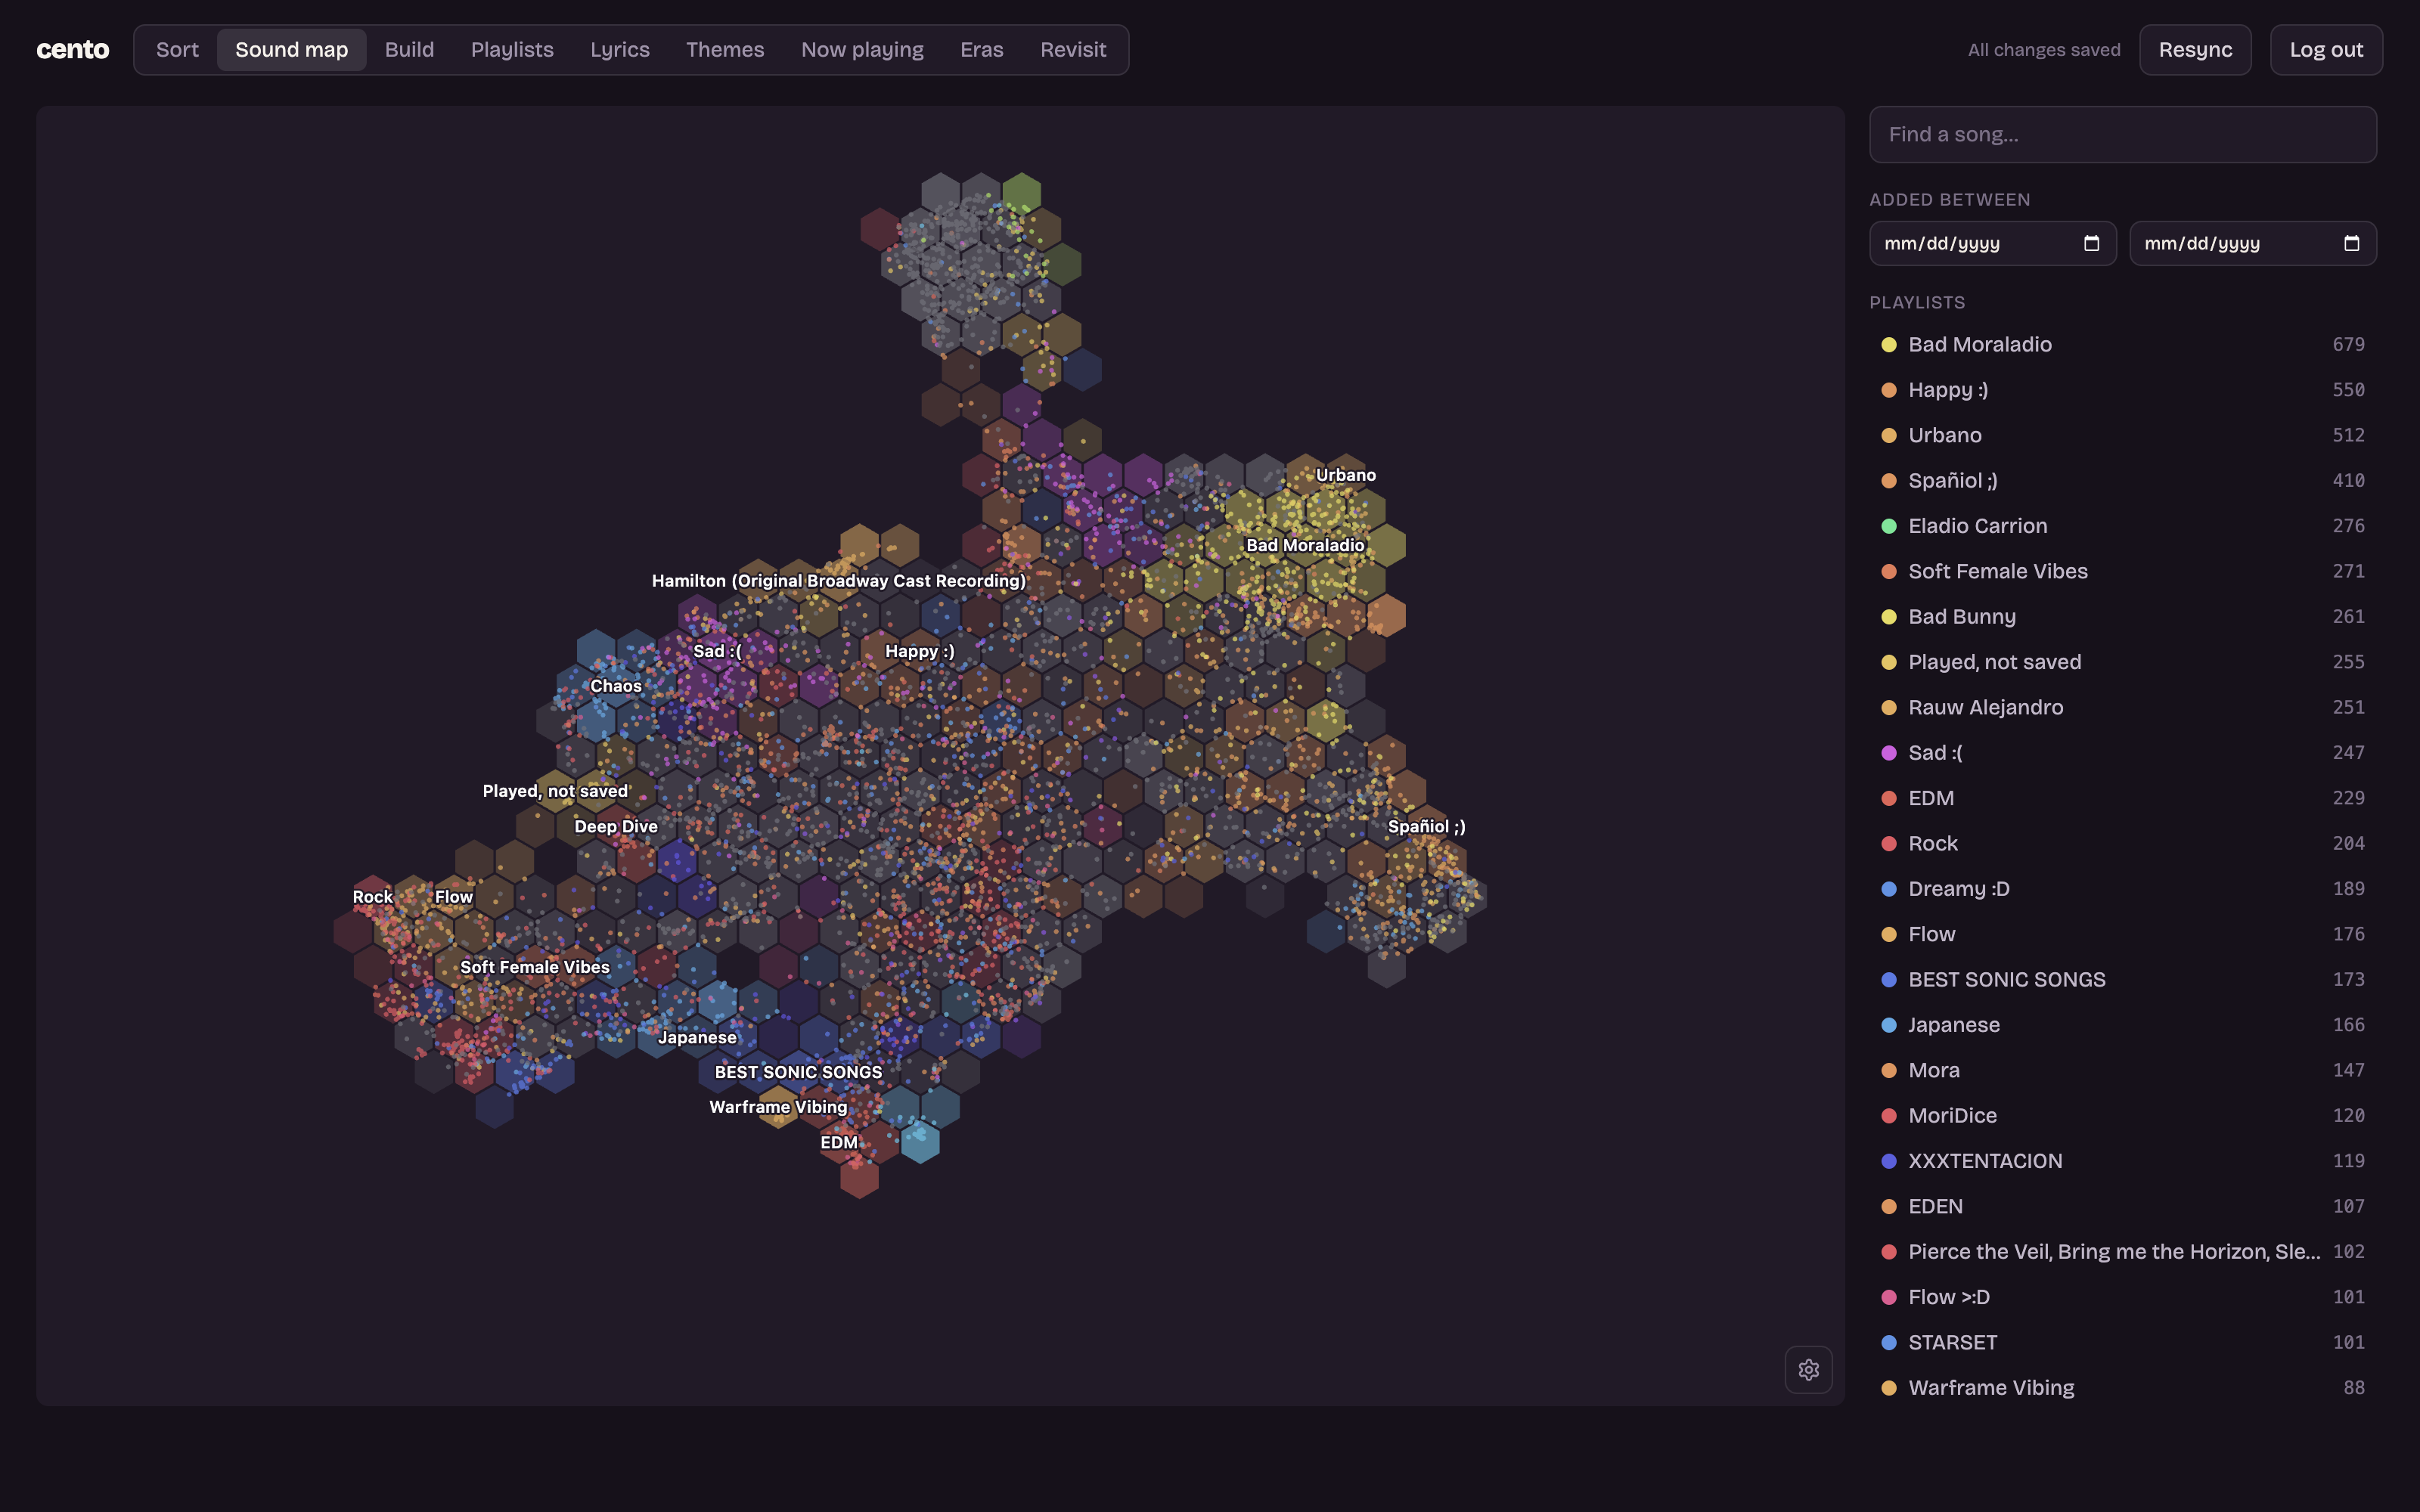 cento
Sort Sound map Build Playlists Lyrics Themes Now playing Eras Revisit
All changes saved Resync Log out
Find a song...
ADDED BETWEEN
mm/dd/yyyy mm/dd/yyyy
PLAYLISTS
Bad Moraladio 679
Happy :) 550
Urbano 512
Spañiol ;) 410
Eladio Carrion 276
Soft Female Vibes 271
Bad Bunny 261
Played, not saved 255
Rauw Alejandro 251
Sad :( 247
EDM 229
Rock 204
Dreamy :D 189
Flow 176
BEST SONIC SONGS 173
Japanese 166
Mora 147
MoriDice 120
XXXTENTACION 119
EDEN 107
Pierce the Veil, Bring me the Horizon, Sle... 102
Flow >:D 101
STARSET 101
Warframe Vibing 88
Urbano
Bad Moraladio
Hamilton (Original Broadway Cast Recording)
Sad :( Happy :)
Chaos
Played, not saved
Deep Dive Spañiol ;)
Rock Flow
Soft Female Vibes
Japanese
BEST SONIC SONGS
Warframe Vibing
EDM